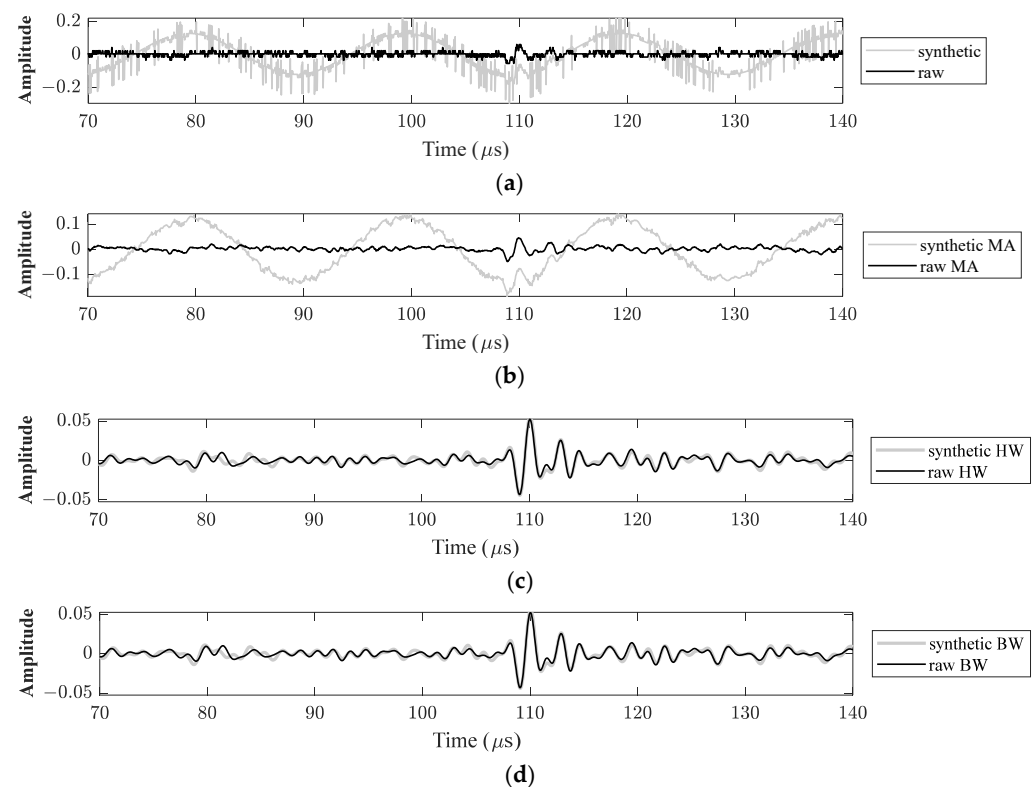 0.2
0
−0.2
Amplitude
70 80 90 100 110 120 130 140
Time (μs)
synthetic
raw
(a)
0.1
0
−0.1
Amplitude
70 80 90 100 110 120 130 140
Time (μs)
synthetic MA
raw MA
(b)
0.05
0
−0.05
Amplitude
70 80 90 100 110 120 130 140
Time (μs)
synthetic HW
raw HW
(c)
0.05
0
−0.05
Amplitude
70 80 90 100 110 120 130 140
Time (μs)
synthetic BW
raw BW
(d)